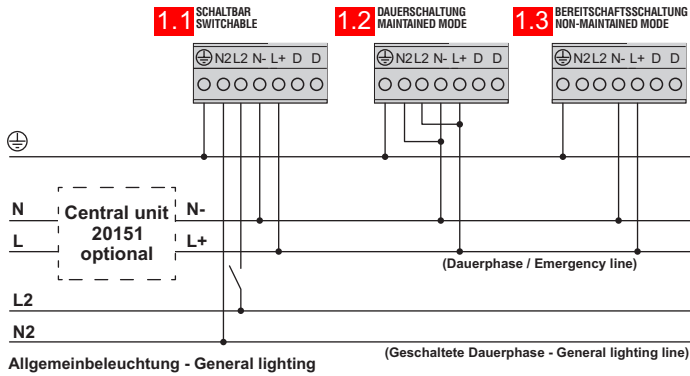 1.1 SCHALTBAR
SWITCHABLE
1.2 DAUERSCHALTUNG
MAINTAINED MODE
1.3 BEREITSCHAFTSSCHALTUNG
NON-MAINTAINED MODE
N2 L2 N- L+ D D
N2 L2 N- L+ D D
N2 L2 N- L+ D D
N
Central unit
20151
optional
N-
L
L+
(Dauerphase / Emergency line)
L2
N2
(Geschaltete Dauerphase - General lighting line)
Allgemeinbeleuchtung - General lighting